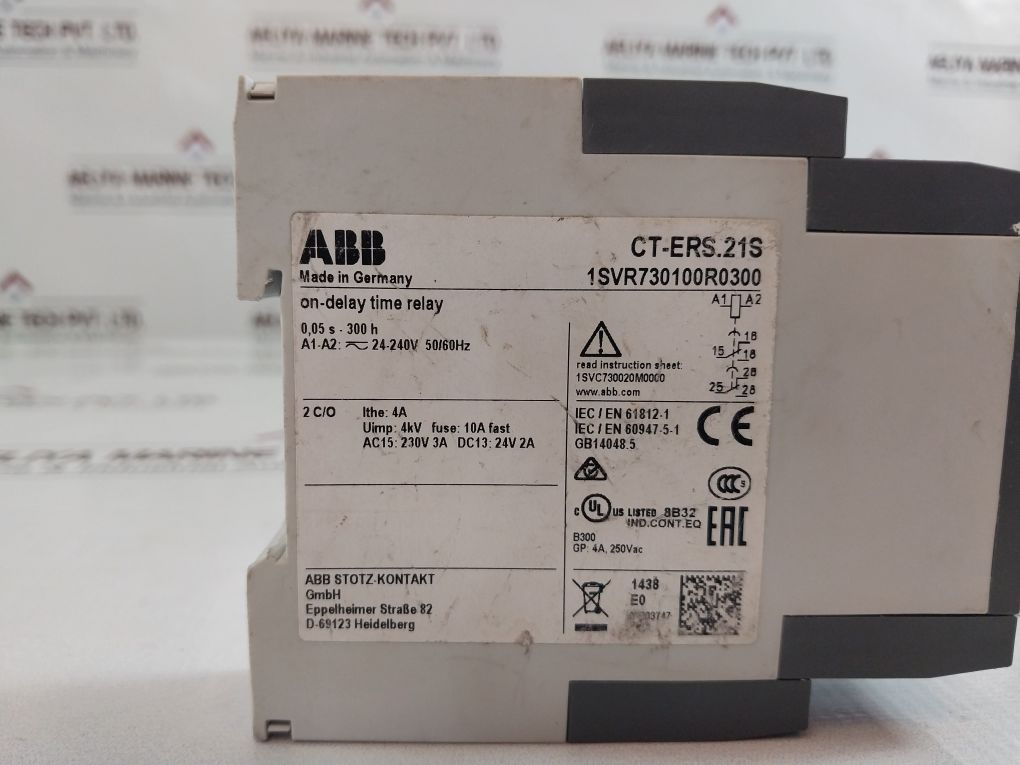 ABB
CT-ERS.21S
Made in Germany
1SVR730100R0300
on-delay time relay
0,05 s - 300 h
A1-A2: 24-240V 50/60Hz
A1 A2
15 16
18
25 26
28
read instruction sheet:
1SVC730020M0000
www.abb.com
2 C/O Ithe: 4A
Uimp: 4kV fuse: 10A fast
AC15: 230V 3A DC13: 24V 2A
IEC / EN 61812-1
IEC / EN 60947-5-1
GB14048.5
CE
CCC S
C UL US LISTED 8B32
IND.CONT.EQ
EAC
B300
GP: 4A, 250Vac
ABB STOTZ-KONTAKT
GmbH
Eppelheimer Straße 82
D-69123 Heidelberg
1438
E0